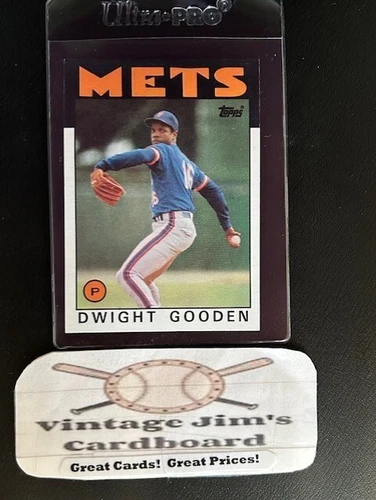 Ultra•PRO®
METS
Topps
P
DWIGHT GOODEN
Vintage Jim's
Cardboard
Great Cards! Great Prices!